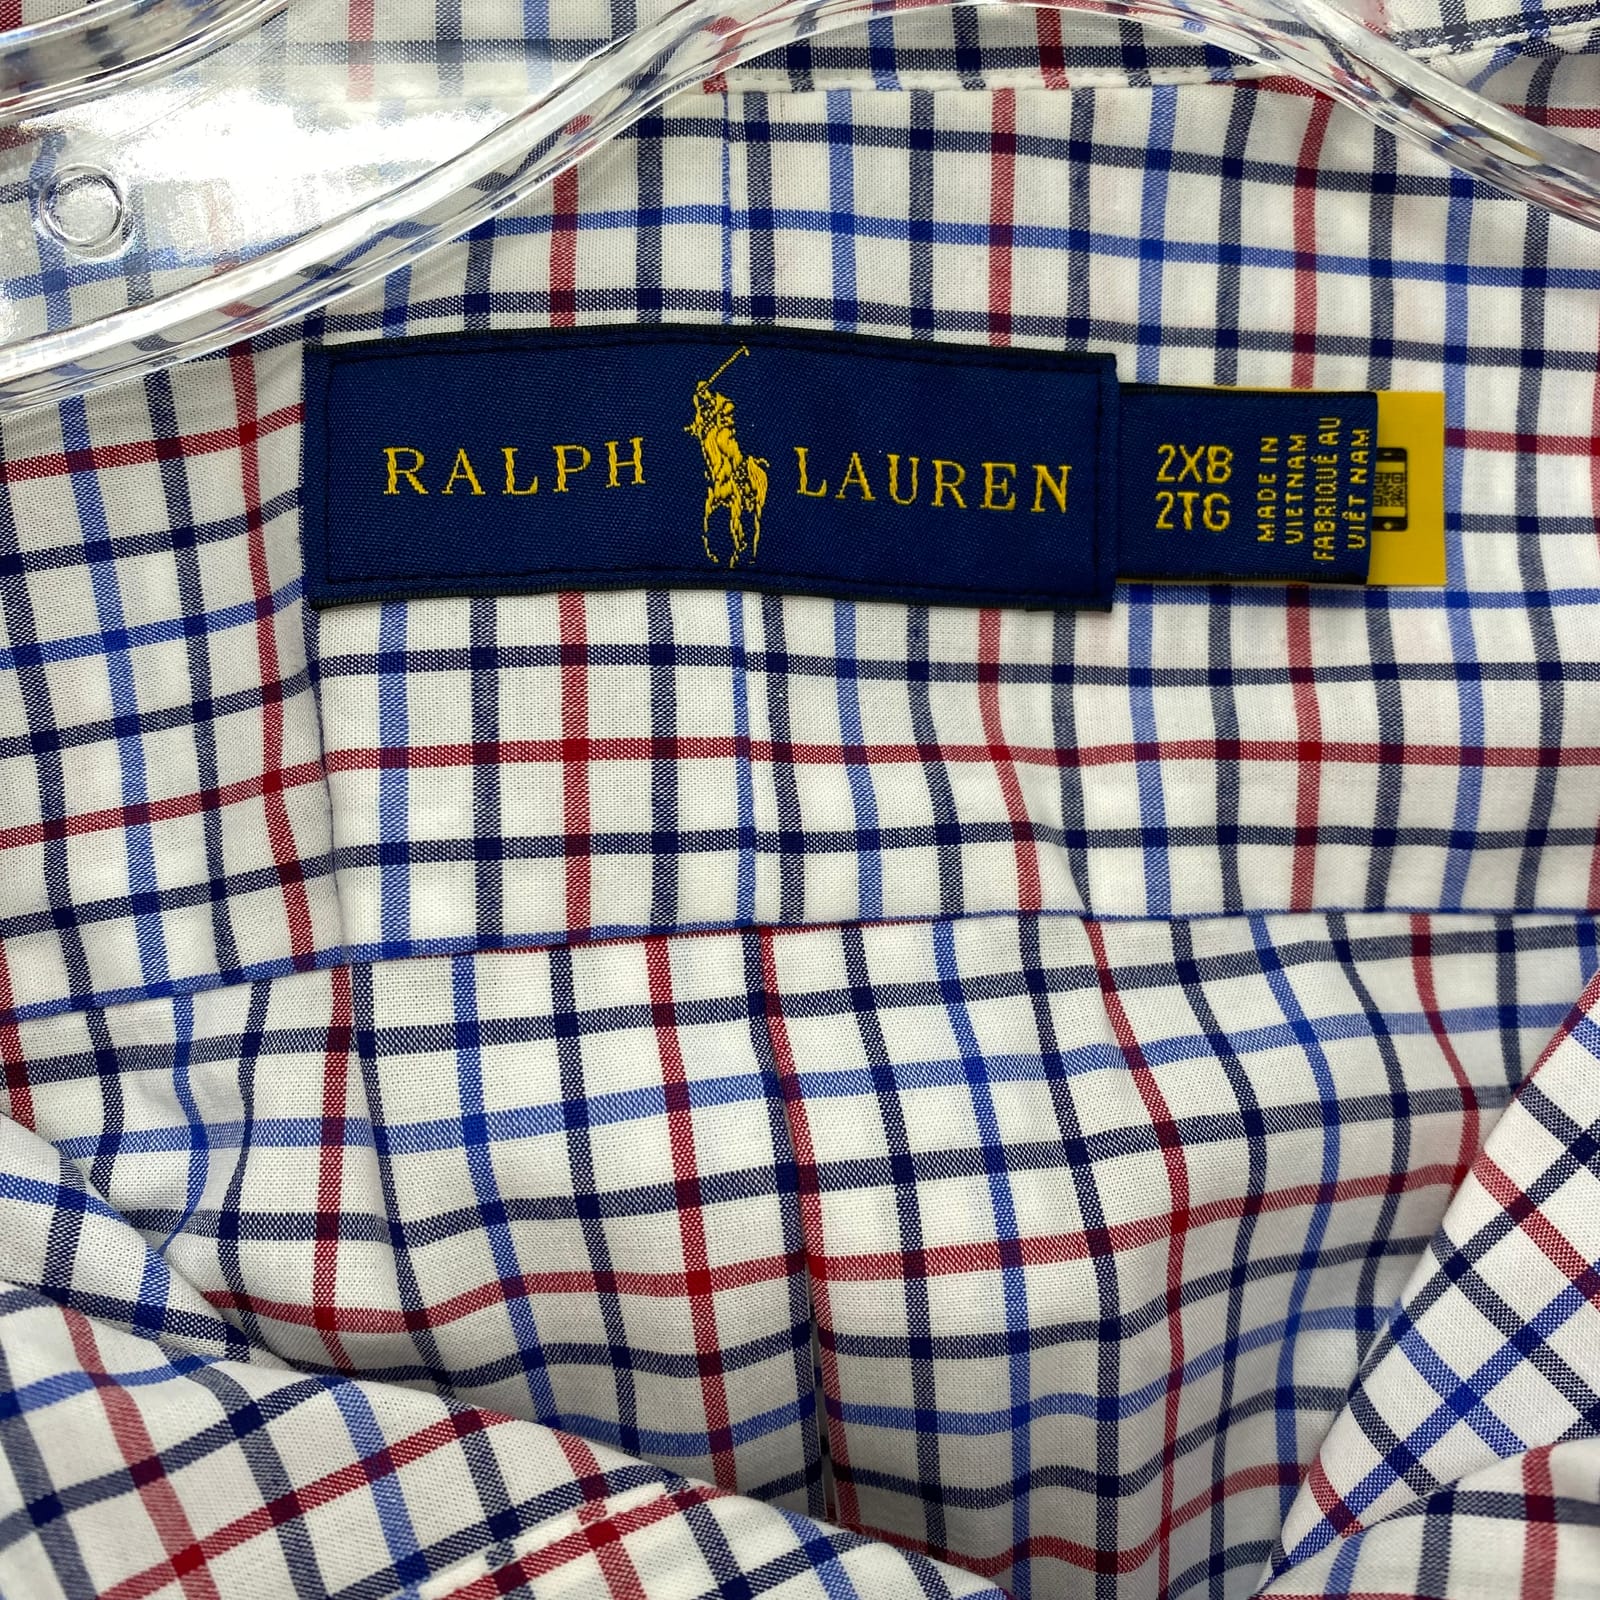 RALPH LAUREN
2XB
2TG
MADE IN
VIETNAM
FABRIQUÉ AU
VIÊT NAM